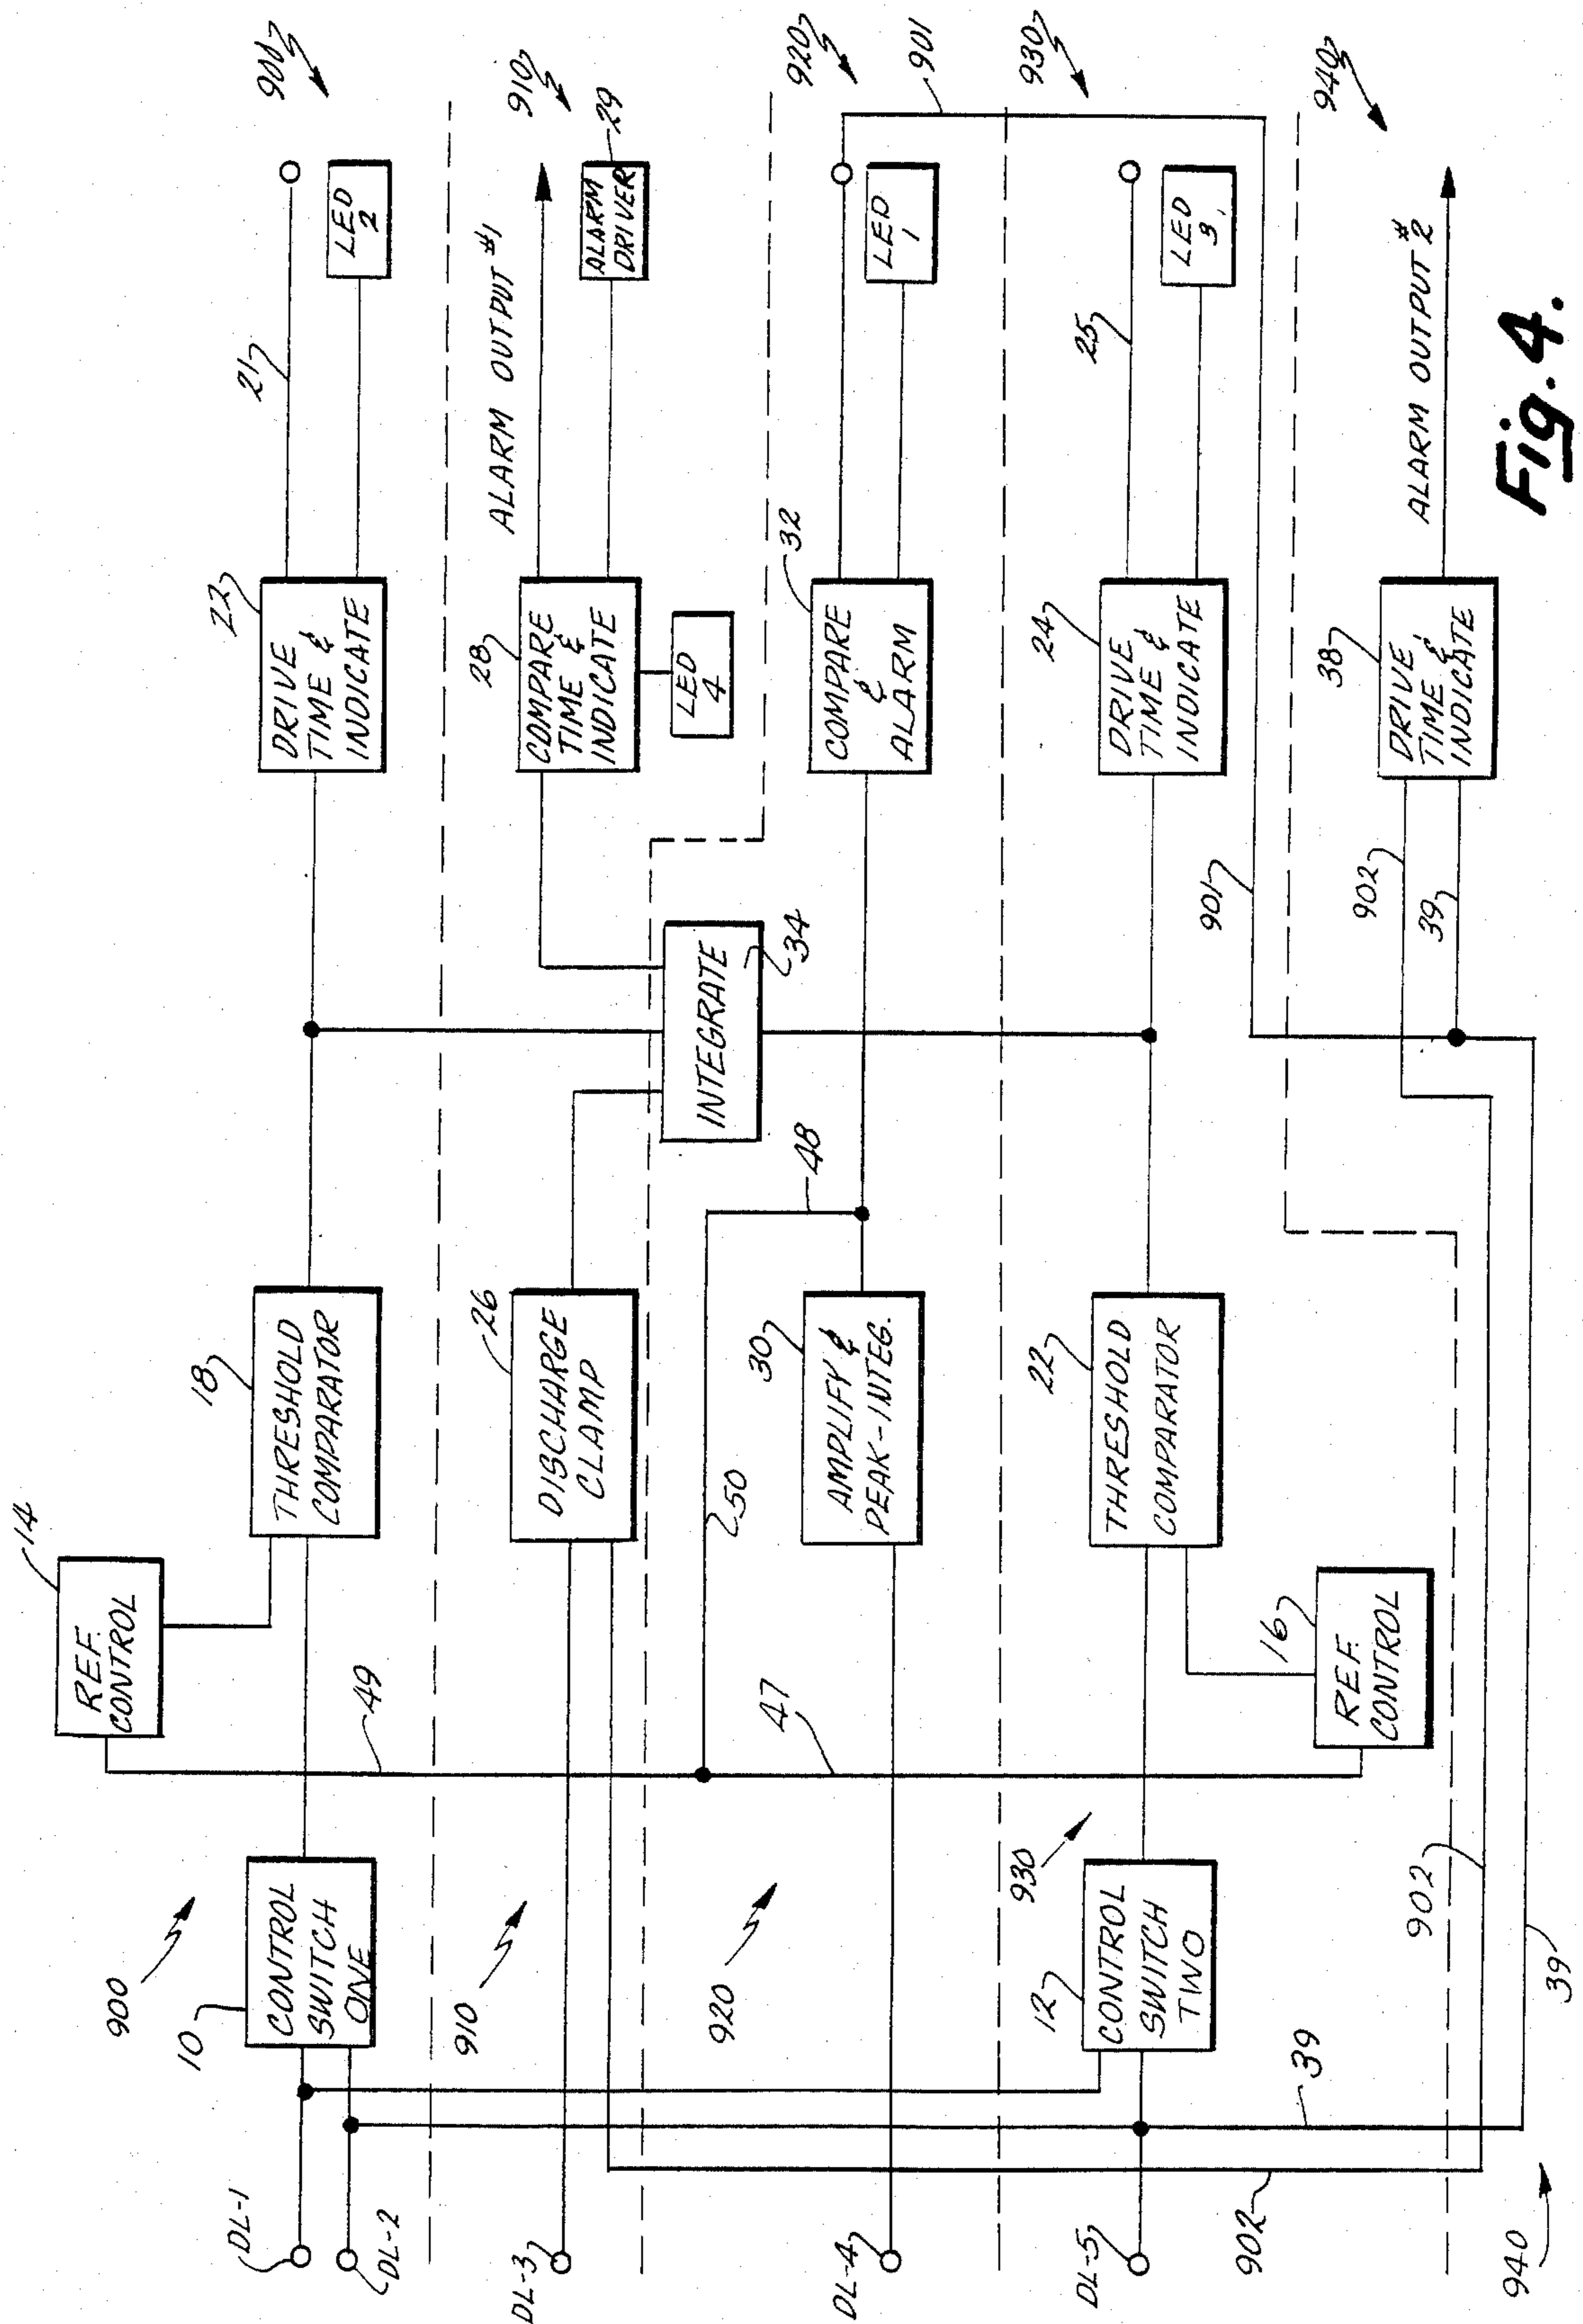 900
910
920
930
940
21
LED
2
22
DRIVE
TIME &
INDICATE
18
THRESHOLD
COMPARATOR
14
REF.
CONTROL
49
900
10
CONTROL
SWITCH
ONE
DL-1
DL-2
ALARM OUTPUT #1
29
ALARM
DRIVER
28
COMPARE
TIME &
INDICATE
LED
4
26
DISCHARGE
CLAMP
910
DL-3
INTEGRATE
34
901
LED
1
32
COMPARE
&
ALARM
48
50
30
AMPLIFY &
PEAK-INTEG.
47
920
DL-4
25
LED
3
24
DRIVE
TIME &
INDICATE
901
22
THRESHOLD
COMPARATOR
16
REF.
CONTROL
930
12
CONTROL
SWITCH
TWO
39
DL-5
902
ALARM OUTPUT #2
38
DRIVE
TIME &
INDICATE
902
39
902
39
940
Fig. 4.